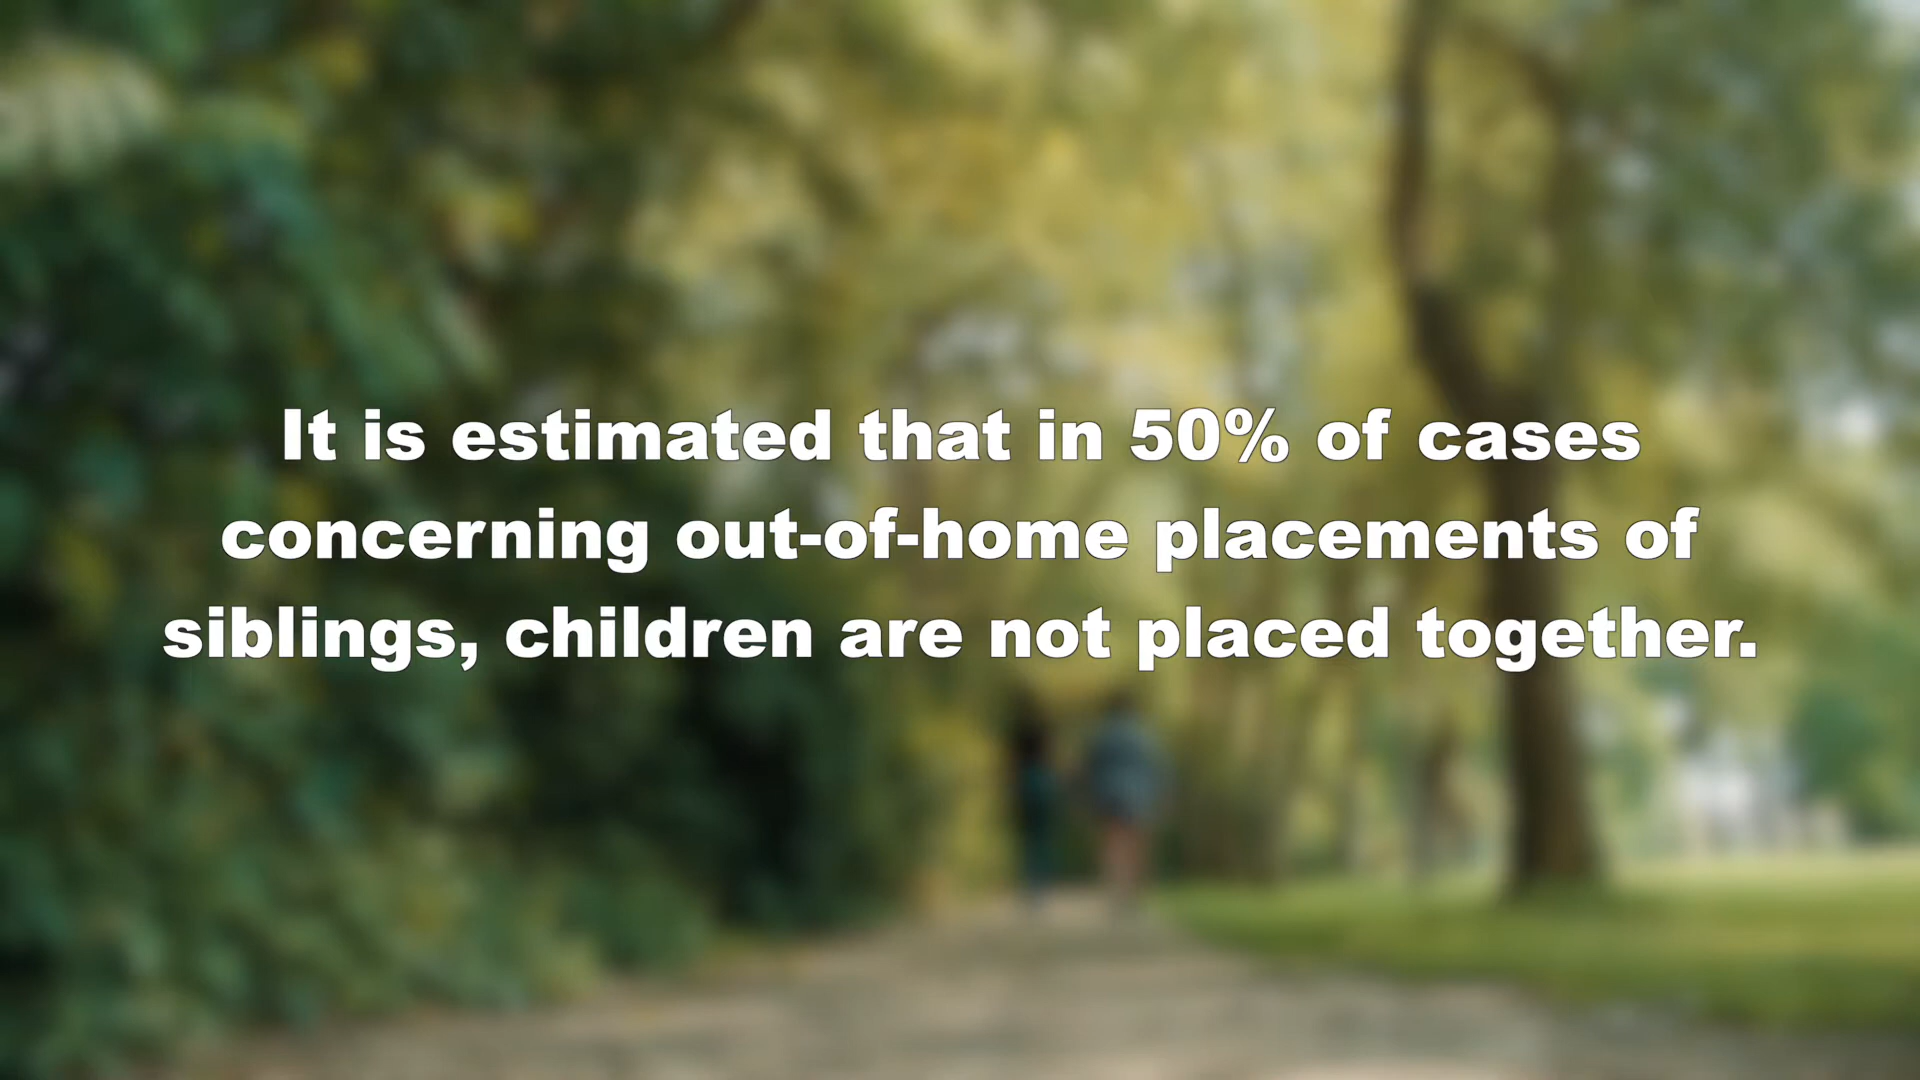 It is estimated that in 50% of cases
concerning out-of-home placements of
siblings, children are not placed together.